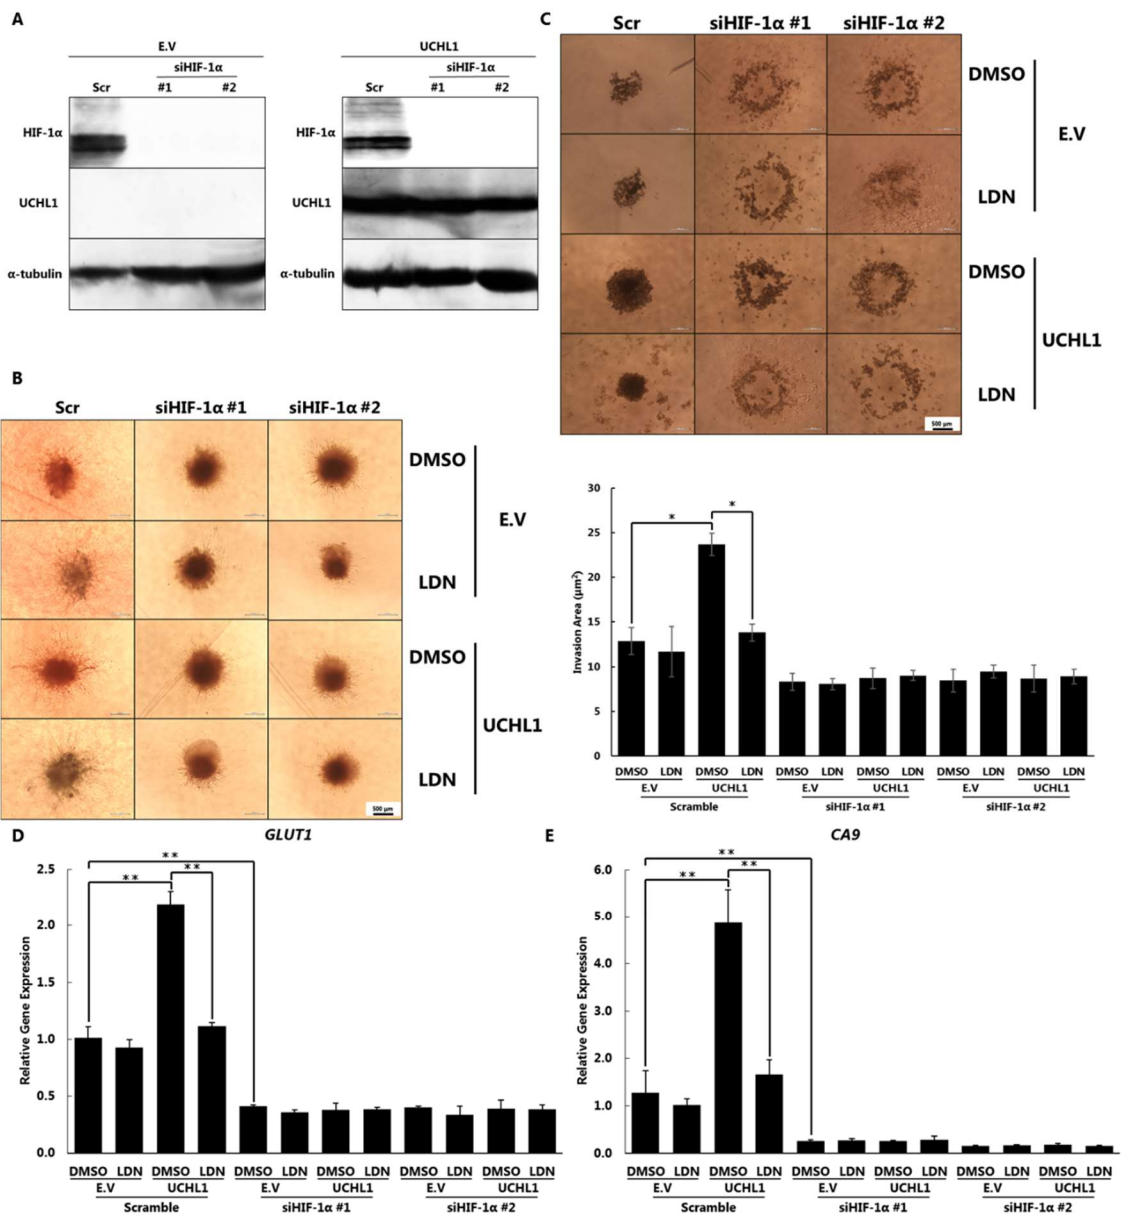 A
E.V
siHIF-1α
Scr #1 #2
HIF-1α
UCHL1
α-tubulin
UCHL1
siHIF-1α
Scr #1 #2
HIF-1α
UCHL1
α-tubulin
B
Scr siHIF-1α #1 siHIF-1α #2
DMSO
E.V
LDN
DMSO
UCHL1
LDN
500 μm
C
Scr siHIF-1α #1 siHIF-1α #2
DMSO
E.V
LDN
DMSO
UCHL1
LDN
500 μm
30
25
20
15
10
5
0
Invasion Area (μm²)
* *
DMSO LDN DMSO LDN DMSO LDN DMSO LDN DMSO LDN DMSO LDN
E.V UCHL1 E.V UCHL1 E.V UCHL1
Scramble siHIF-1α #1 siHIF-1α #2
D
GLUT1
2.5
2.0
1.5
1.0
0.5
0.0
Relative Gene Expression
**
** **
DMSO LDN DMSO LDN DMSO LDN DMSO LDN DMSO LDN DMSO LDN
E.V UCHL1 E.V UCHL1 E.V UCHL1
Scramble siHIF-1α #1 siHIF-1α #2
E
CA9
6.0
5.0
4.0
3.0
2.0
1.0
0.0
Relative Gene Expression
**
** **
DMSO LDN DMSO LDN DMSO LDN DMSO LDN DMSO LDN DMSO LDN
E.V UCHL1 E.V UCHL1 E.V UCHL1
Scramble siHIF-1α #1 siHIF-1α #2